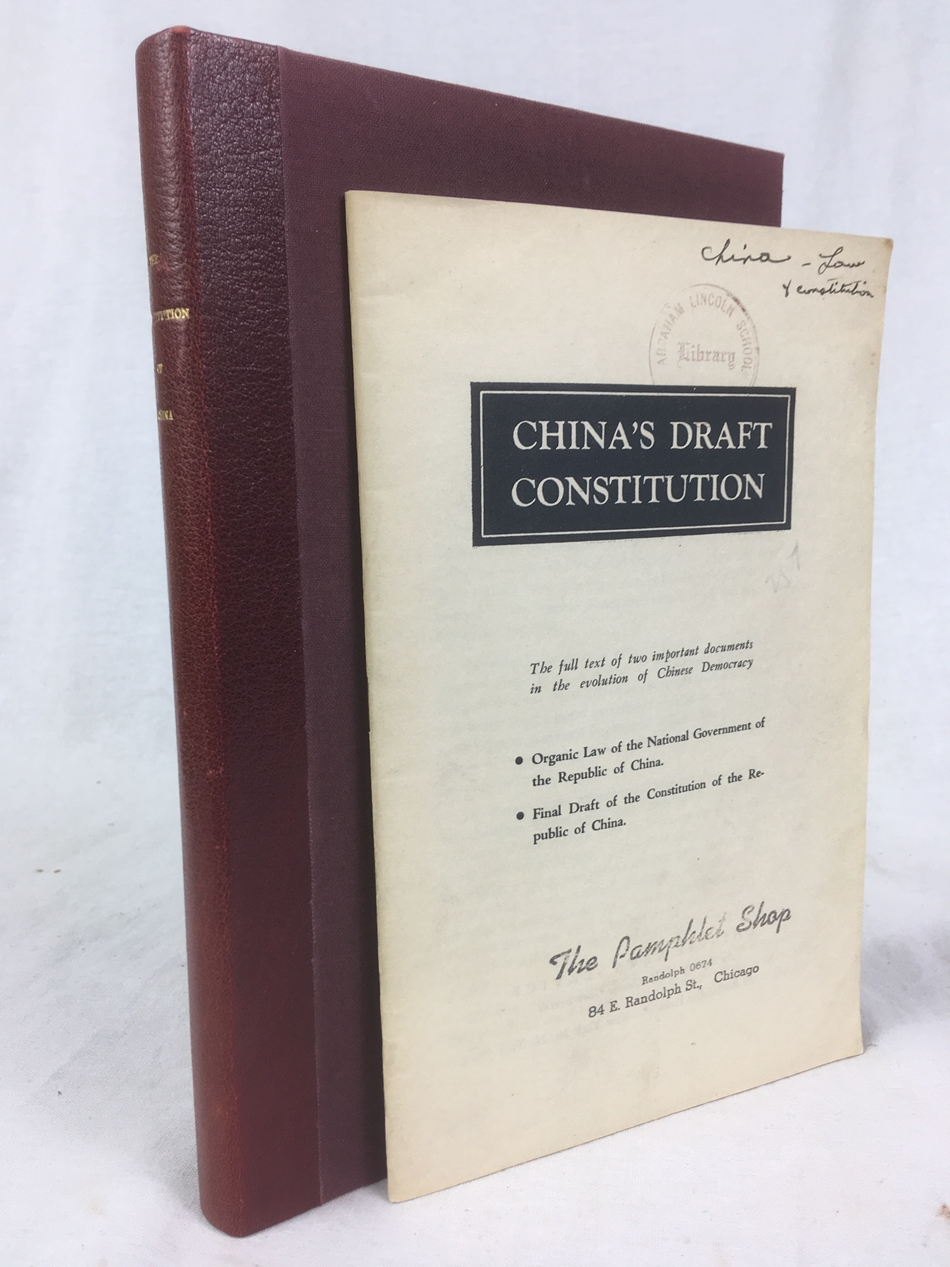 OF
China - Law
& constitution
ABRAHAM LINCOLN SCHOOL
Library
CHINA'S DRAFT
CONSTITUTION
The full text of two important documents
in the evolution of Chinese Democracy
• Organic Law of the National Government of
the Republic of China.
• Final Draft of the Constitution of the Re-
public of China.
The Pamphlet Shop
Randolph 0674
84 E. Randolph St., Chicago